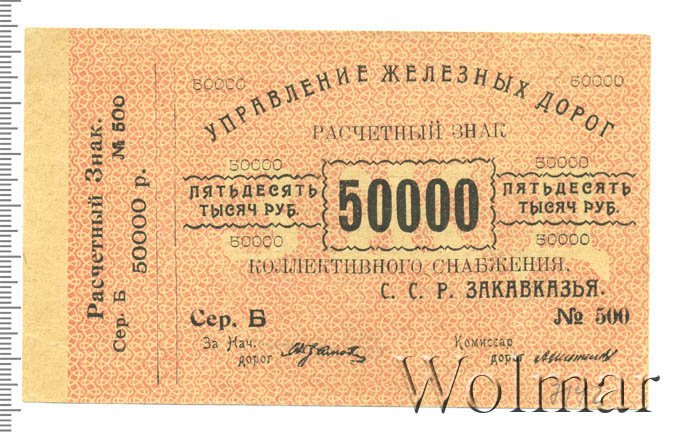 Расчетный Знак.
Сер. Б 50000 р. № 500
50000 50000
УПРАВЛЕНИЕ ЖЕЛЕЗНЫХ ДОРОГ
РАСЧЕТНЫЙ ЗНАК
50000 50000
ПЯТЬДЕСЯТЬ ТЫСЯЧ РУБ.
50000
ПЯТЬДЕСЯТЬ ТЫСЯЧ РУБ.
50000 50000
КОЛЛЕКТИВНОГО СНАБЖЕНИЯ.
С. С. Р. ЗАКАВКАЗЬЯ.
Сер. Б № 500
За Нач. дорог
Комиссар дорог
Wolmar